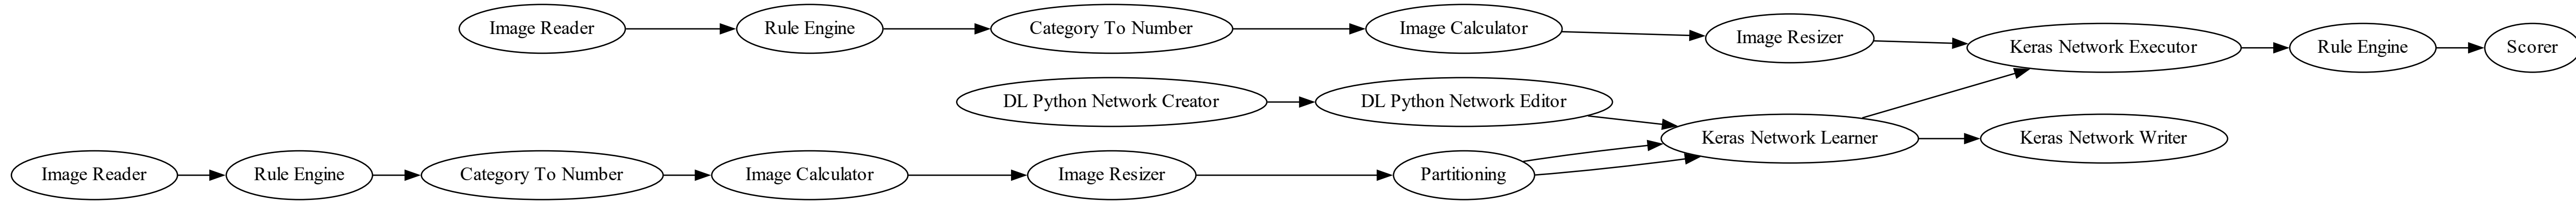 Image Reader
Rule Engine
Category To Number
Image Calculator
Image Resizer
Keras Network Executor
Rule Engine
Scorer
DL Python Network Creator
DL Python Network Editor
Keras Network Learner
Keras Network Writer
Image Reader
Rule Engine
Category To Number
Image Calculator
Image Resizer
Partitioning